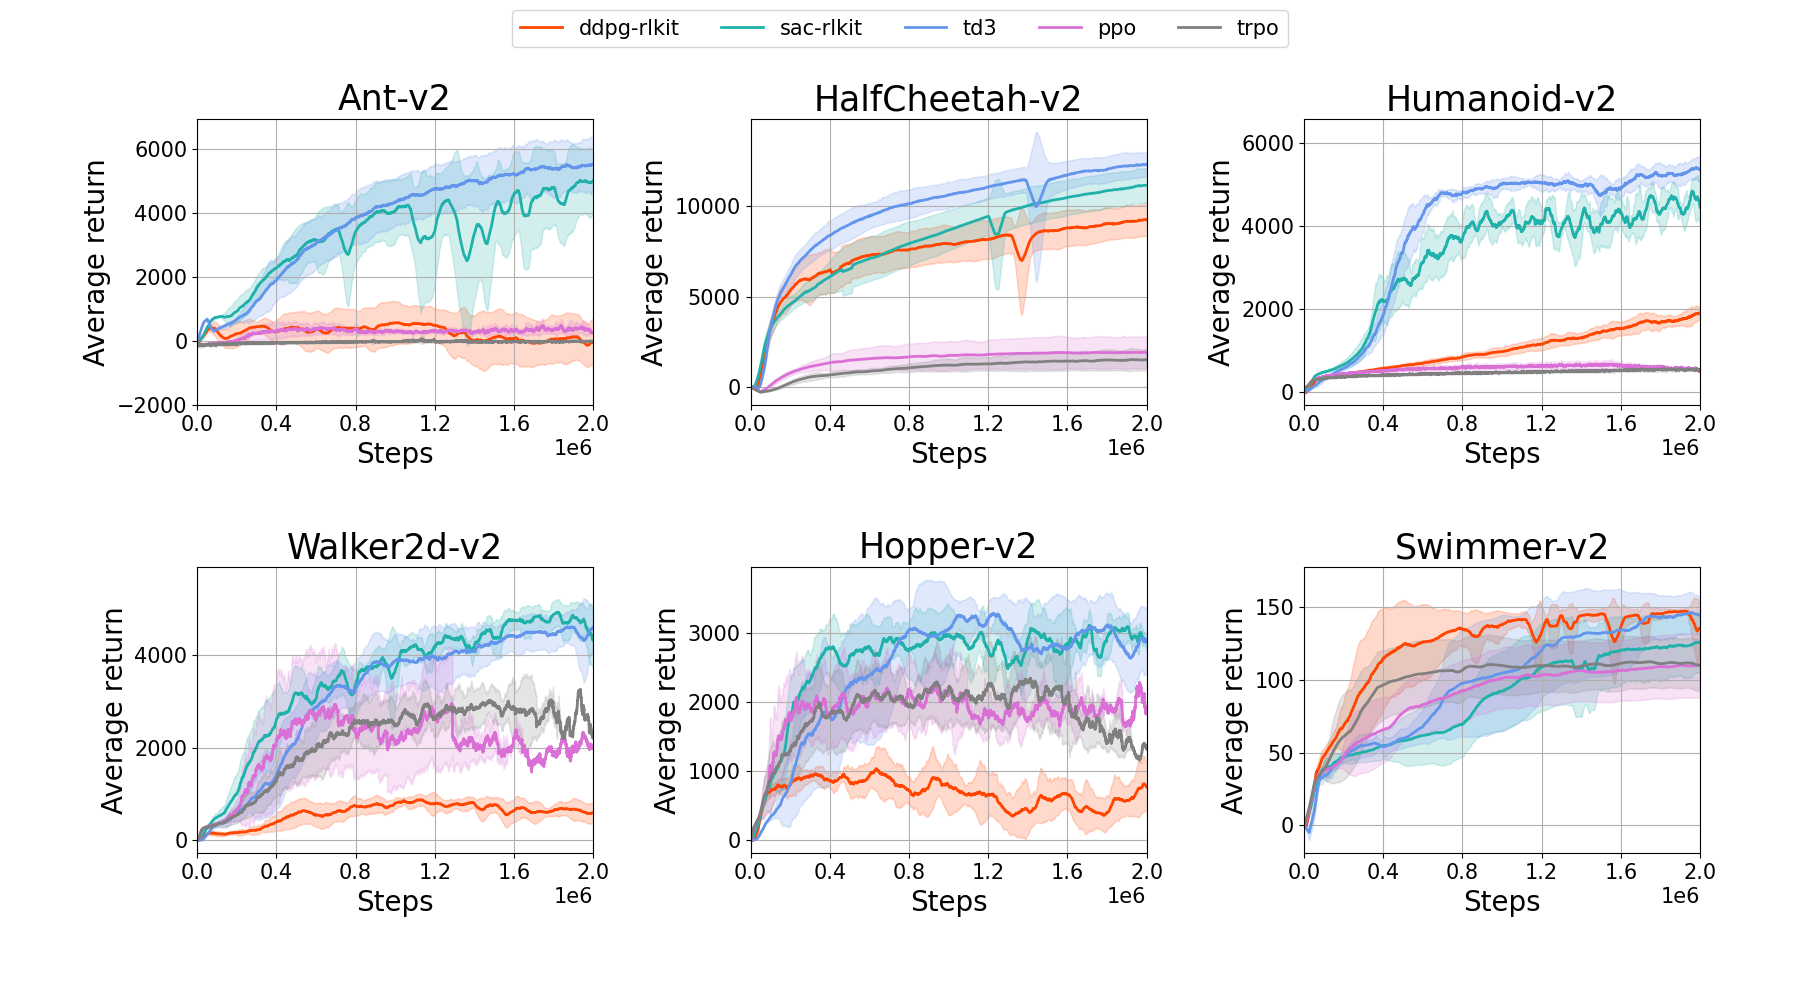 ddpg-rlkit sac-rlkit td3 ppo trpo
Ant-v2
Average return
6000
4000
2000
0
−2000
0.0 0.4 0.8 1.2 1.6 2.0
1e6
Steps
HalfCheetah-v2
Average return
10000
5000
0
0.0 0.4 0.8 1.2 1.6 2.0
1e6
Steps
Humanoid-v2
Average return
6000
4000
2000
0
0.0 0.4 0.8 1.2 1.6 2.0
1e6
Steps
Walker2d-v2
Average return
4000
2000
0
0.0 0.4 0.8 1.2 1.6 2.0
1e6
Steps
Hopper-v2
Average return
3000
2000
1000
0
0.0 0.4 0.8 1.2 1.6 2.0
1e6
Steps
Swimmer-v2
Average return
150
100
50
0
0.0 0.4 0.8 1.2 1.6 2.0
1e6
Steps